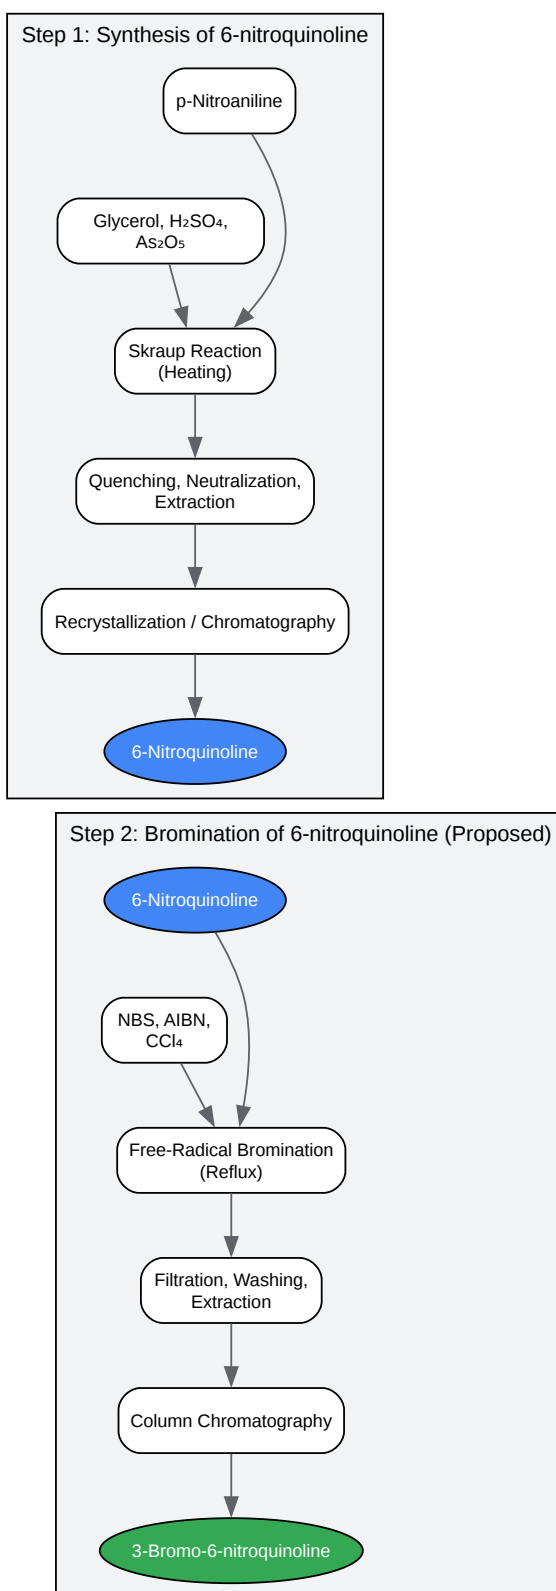 Step 1: Synthesis of 6-nitroquinoline
p-Nitroaniline
Glycerol, H₂SO₄,
As₂O₅
Skraup Reaction
(Heating)
Quenching, Neutralization,
Extraction
Recrystallization / Chromatography
6-Nitroquinoline
Step 2: Bromination of 6-nitroquinoline (Proposed)
6-Nitroquinoline
NBS, AIBN,
CCl₄
Free-Radical Bromination
(Reflux)
Filtration, Washing,
Extraction
Column Chromatography
3-Bromo-6-nitroquinoline